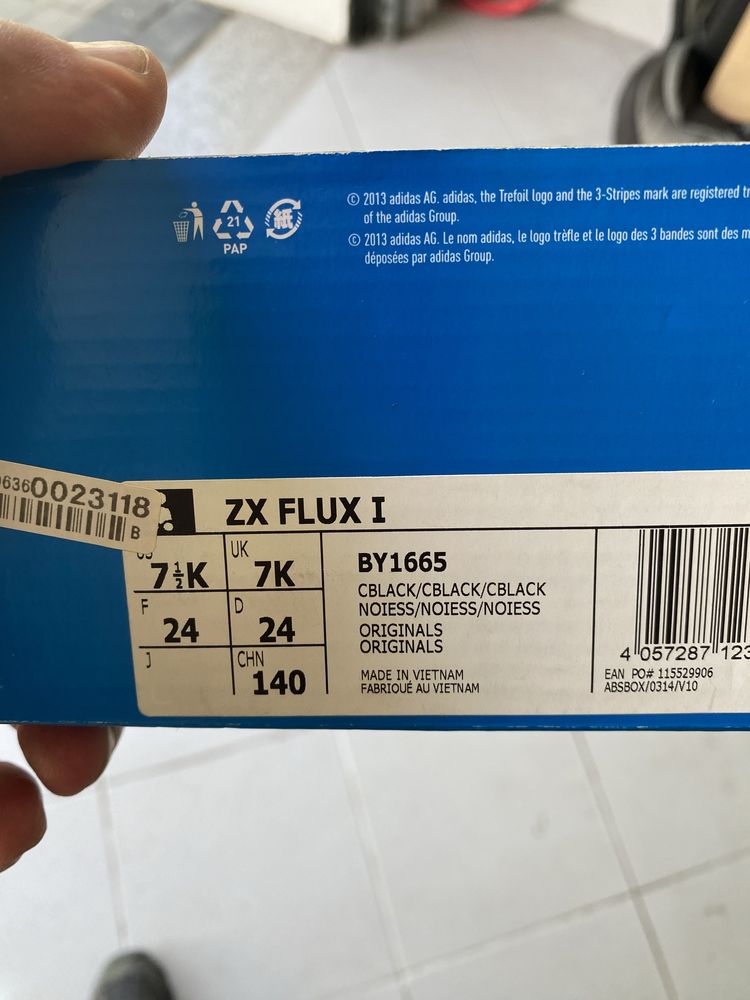 © 2013 adidas AG. adidas, the Trefoil logo and the 3-Stripes mark are registered
of the adidas Group.
© 2013 adidas AG. Le nom adidas, le logo trèfle et le logo des 3 bandes sont des
déposées par adidas Group.
21
紙
PAP
6360023118
B
ZX FLUX I
7½K
UK
7K
F
24
D
24
J
CHN
140
BY1665
CBLACK/CBLACK/CBLACK
NOIESS/NOIESS/NOIESS
ORIGINALS
ORIGINALS
MADE IN VIETNAM
FABRIQUÉ AU VIETNAM
4 057287 123
EAN PO# 115529906
ABSBOX/0314/V10